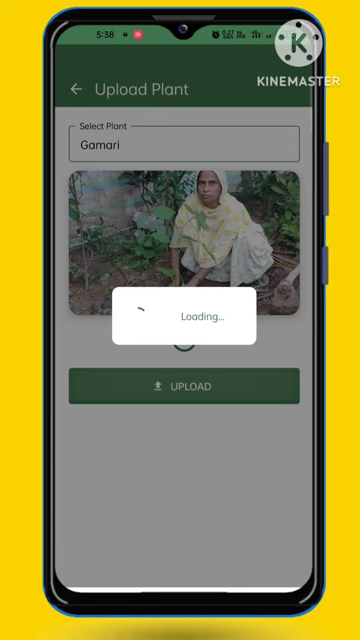 5:38
KINEMASTER
Upload Plant
Select Plant
Gamari
Loading...
UPLOAD